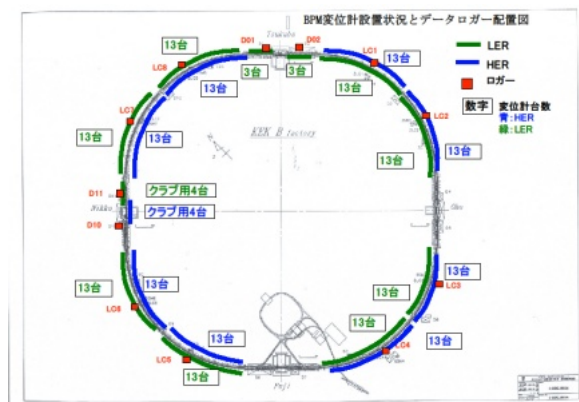 BPM変位計設置状況とデータロガー配置図
LER
HER
ロガー
数字 変位計台数
青:HER
緑:LER
13台
D01
Tsukuba
D02
13台
LC8
3台
3台
LC1
13台
13台
13台
LC7
LC2
13台
13台
13台
13台
KEK B factory
D11
クラブ用4台
Nikko
クラブ用4台
D10
Oho
13台
13台
LC3
13台
13台
LC6
13台
13台
13台
13台
LC5
LC4
13台
Fuji